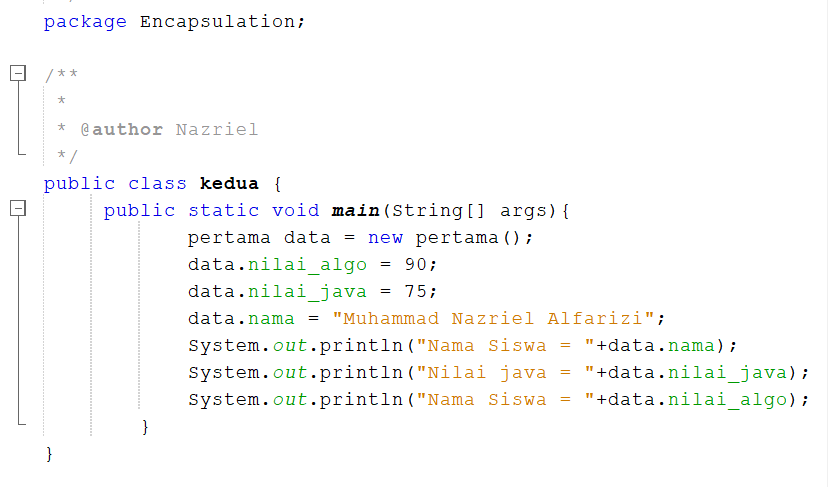 package Encapsulation;
/**
 *
 * @author Nazriel
 */
public class kedua {
    public static void main(String[] args){
        pertama data = new pertama();
        data.nilai_algo = 90;
        data.nilai_java = 75;
        data.nama = "Muhammad Nazriel Alfarizi";
        System.out.println("Nama Siswa = "+data.nama);
        System.out.println("Nilai java = "+data.nilai_java);
        System.out.println("Nama Siswa = "+data.nilai_algo);
    }
}